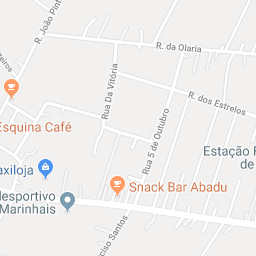 R. João Pint
R. da Olaria
Rua Da Vitória
R. dos Estrelos
Esquina Café
Rua 5 de Outubro
Estação
de
axiloja
Snack Bar Abadu
desportivo
Marinhais
ciso Santos